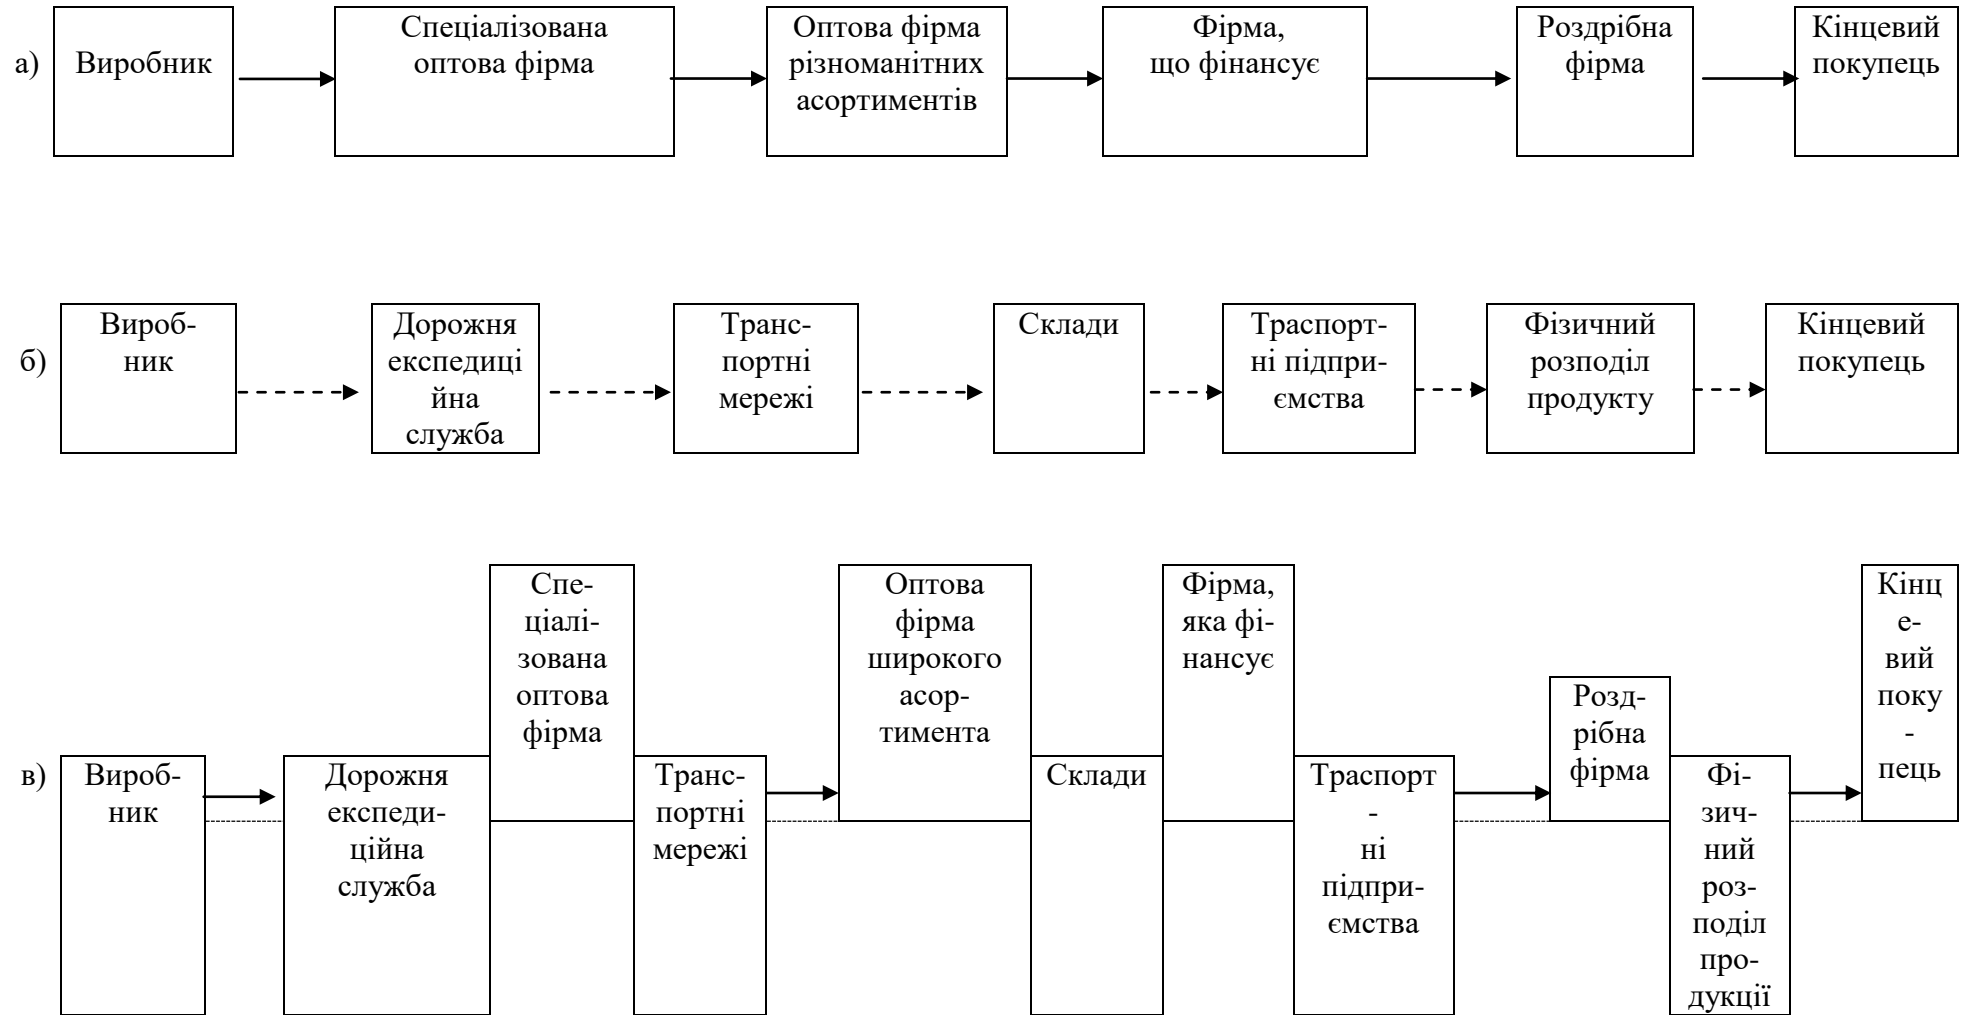 а)
Виробник
Спеціалізована
оптова фірма
Оптова фірма
різноманітних
асортиментів
Фірма,
що фінансує
Роздрібна
фірма
Кінцевий
покупець
б)
Вироб-
ник
Дорожня
експедиці
йна
служба
Транс-
портні
мережі
Склади
Траспорт-
ні підпри-
ємства
Фізичний
розподіл
продукту
Кінцевий
покупець
в)
Вироб-
ник
Дорожня
експеди-
ційна
служба
Спе-
ціалі-
зована
оптова
фірма
Транс-
портні
мережі
Оптова
фірма
широкого
асор-
тимента
Склади
Фірма,
яка фі-
нансує
Траспорт
-
ні
підпри-
ємства
Розд-
рібна
фірма
Фі-
зич-
ний
роз-
поділ
про-
дукції
Кінц
е-
вий
поку
-
пець